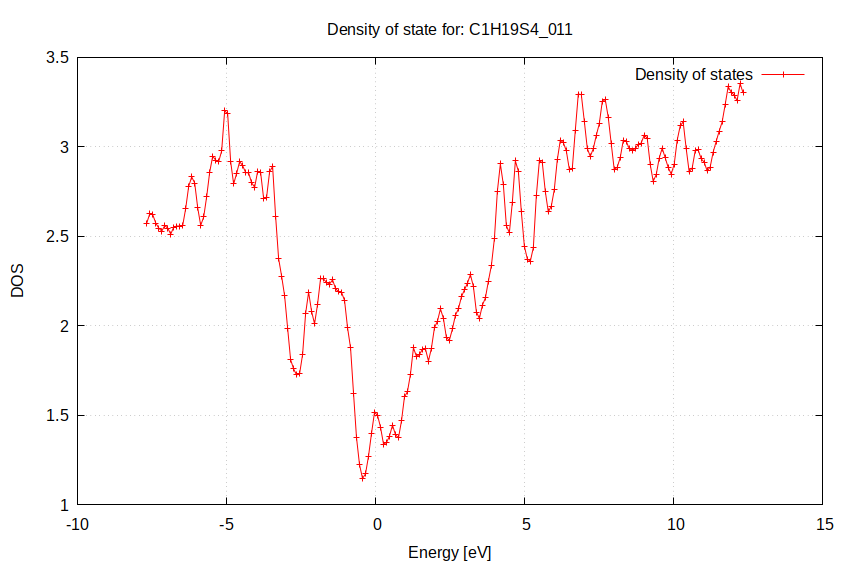 Density of state for: C1H19S4_011
Density of states
3.5
3
2.5
2
1.5
1
DOS
-10 -5 0 5 10 15
Energy [eV]